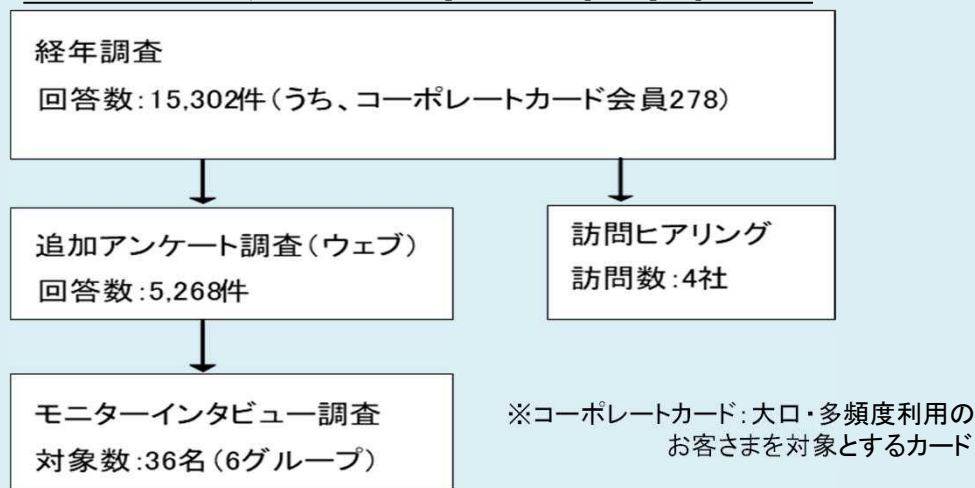 経年調査
回答数:15,302件(うち、コーポレートカード会員278)
追加アンケート調査(ウェブ)
回答数:5,268件
訪問ヒアリング
訪問数:4社
モニターインタビュー調査
対象数:36名(6グループ)
※コーポレートカード:大口・多頻度利用の
お客さまを対象とするカード